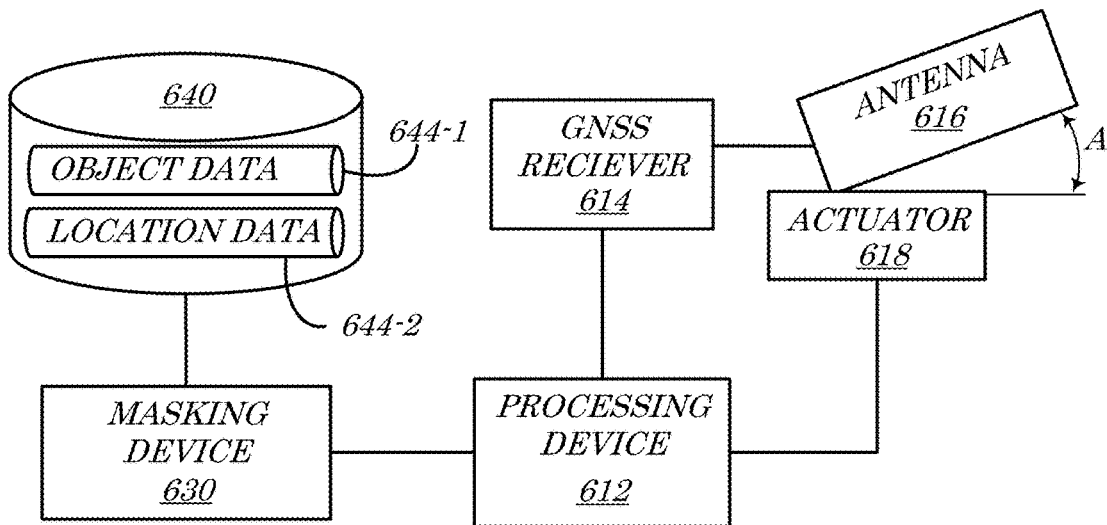 640
644-1
OBJECT DATA
LOCATION DATA
644-2
GNSS
RECIEVER
614
ANTENNA
616
A
ACTUATOR
618
MASKING
DEVICE
630
PROCESSING
DEVICE
612